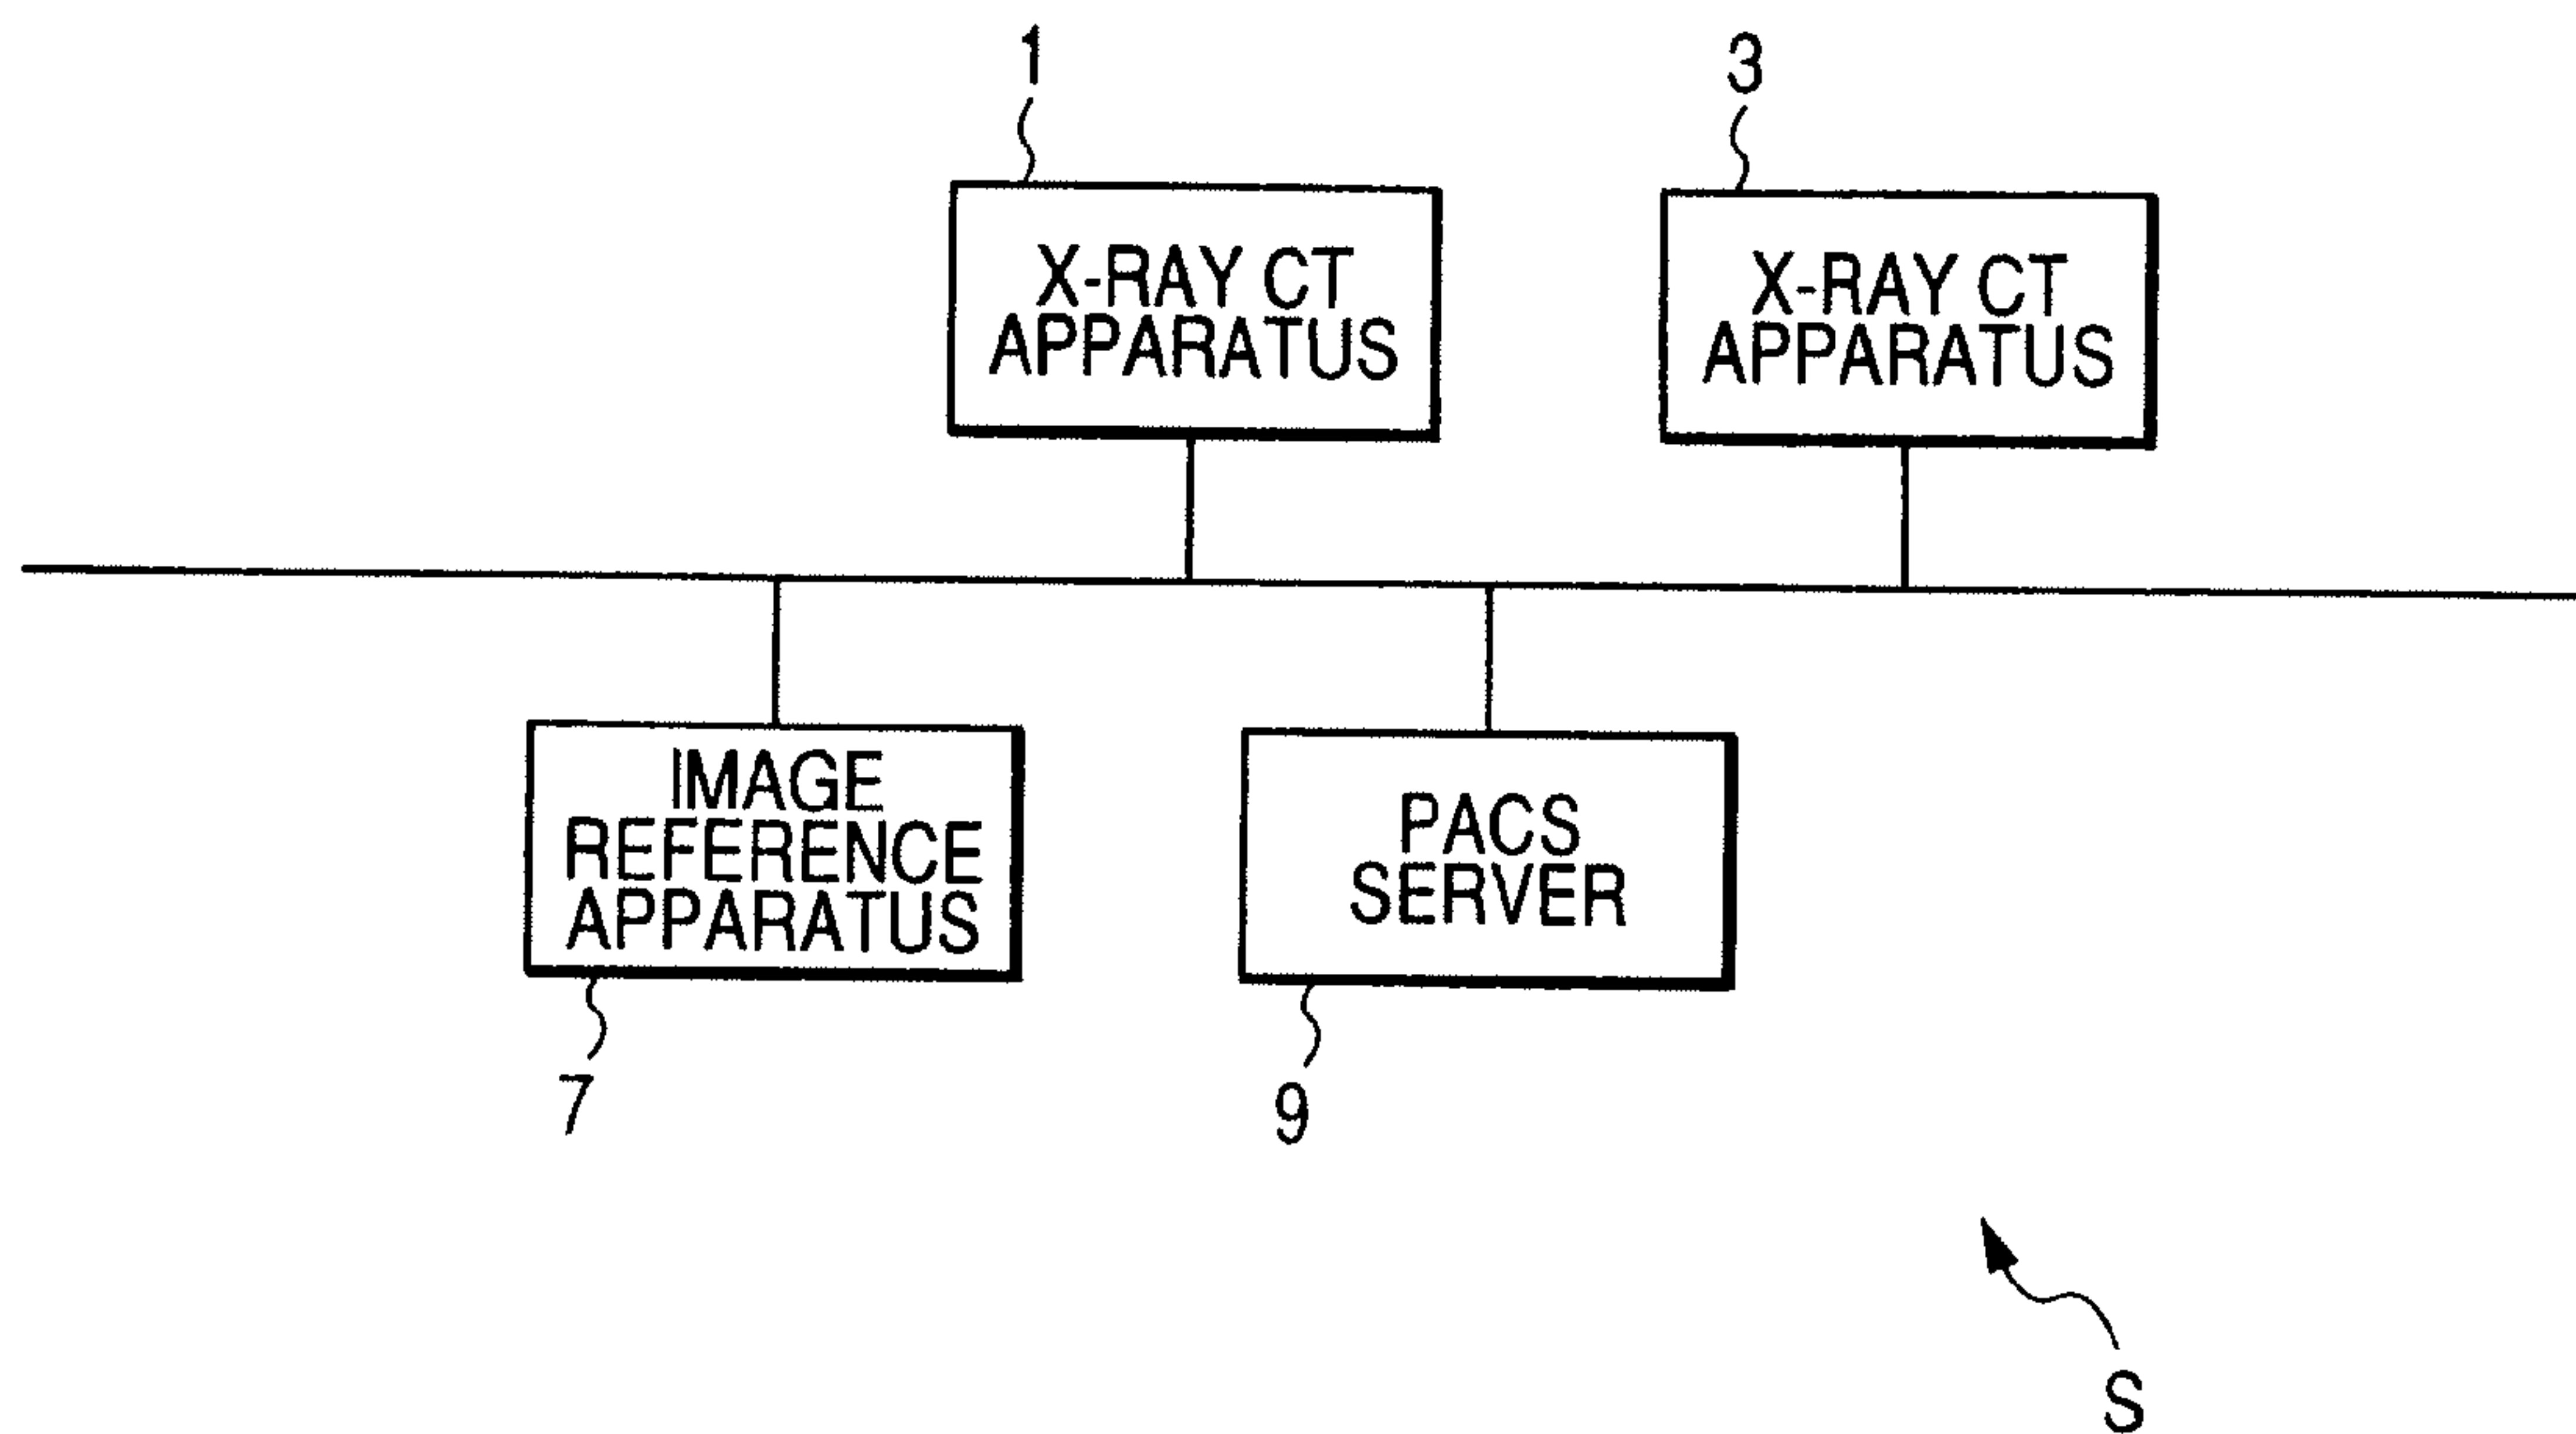 1
3
X-RAY CT
APPARATUS
X-RAY CT
APPARATUS
IMAGE
REFERENCE
APPARATUS
PACS
SERVER
7
9
S